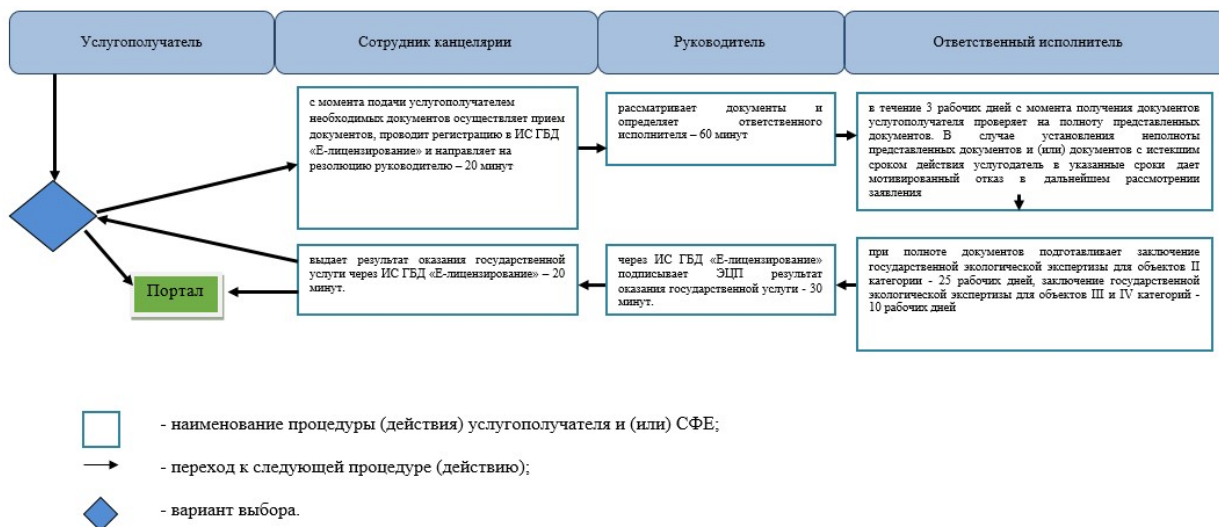 Услугополучатель
Сотрудник канцелярии
Руководитель
Ответственный исполнитель
с момента подачи услугополучателем
необходимых документов осуществляет прием
документов, проводит регистрацию в ИС ГБД
«Е-лицензирование» и направляет на
резолюцию руководителю – 20 минут
рассматривает документы и
определяет ответственного
исполнителя – 60 минут
в течение 3 рабочих дней с момента получения документов
услугополучателя проверяет на полноту представленных
документов. В случае установления неполноты
представленных документов и (или) документов с истекшим
сроком действия услугодатель в указанные сроки дает
мотивированный отказ в дальнейшем рассмотрении
заявления
Портал
выдает результат оказания государственной
услуги через ИС ГБД «Е-лицензирование» – 20
минут.
через ИС ГБД «Е-лицензирование»
подписывает ЭЦП результат
оказания государственной услуги - 30
минут.
при полноте документов подготавливает заключение
государственной экологической экспертизы для объектов II
категории - 25 рабочих дней, заключение государственной
экологической экспертизы для объектов III и IV категорий -
10 рабочих дней
- наименование процедуры (действия) услугополучателя и (или) СФЕ;
- переход к следующей процедуре (действию);
- вариант выбора.